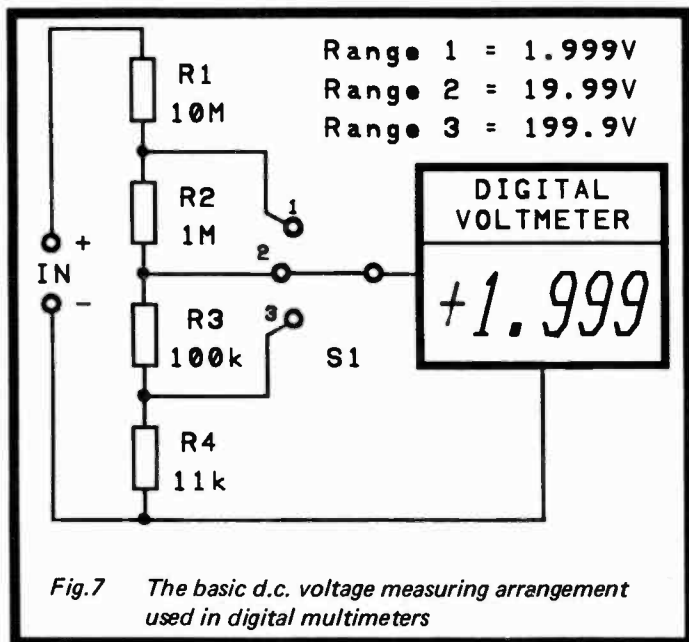 Range 1 = 1.999V
Range 2 = 19.99V
Range 3 = 199.9V
R1
10M
R2
1M
1
2
3
+
IN
-
R3
100k
S1
R4
11k
DIGITAL
VOLTMETER
+1.999
Fig.7 The basic d.c. voltage measuring arrangement
used in digital multimeters